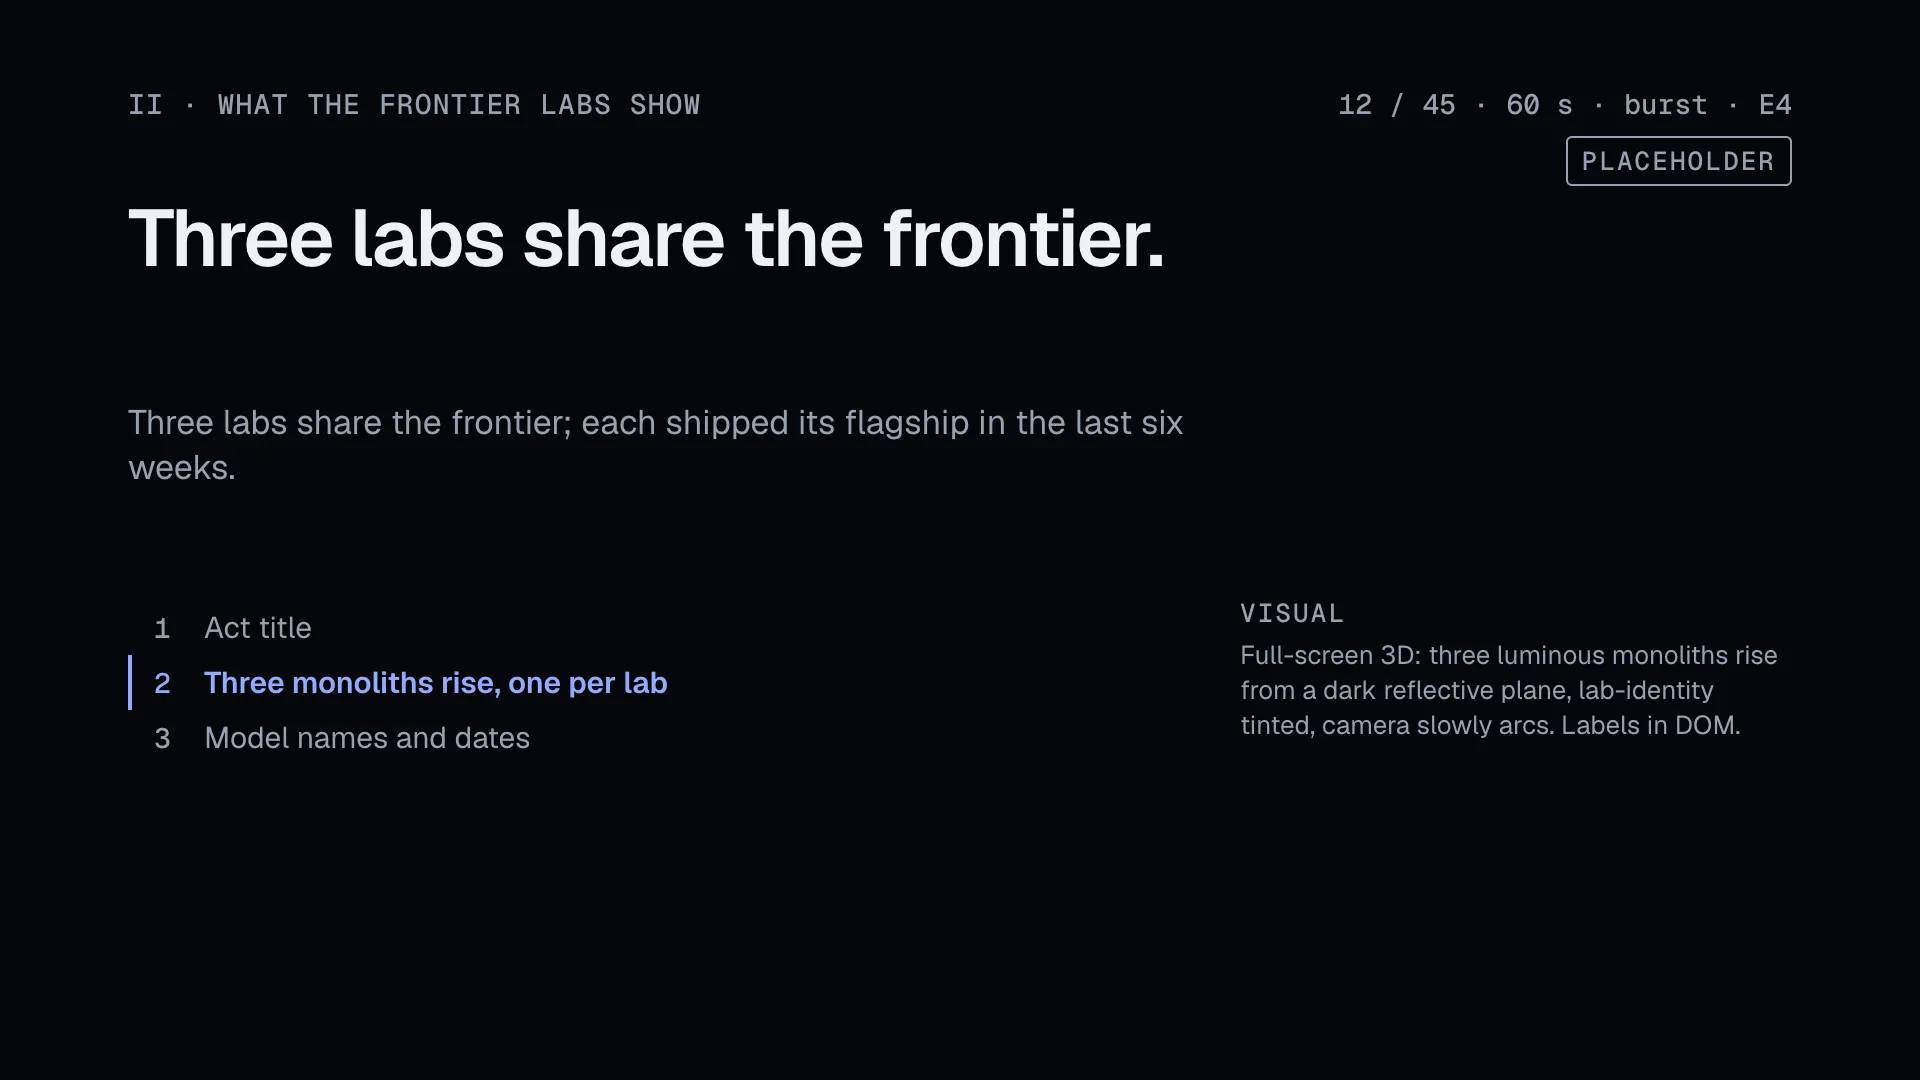 II · WHAT THE FRONTIER LABS SHOW
12 / 45 · 60 s · burst · E4
PLACEHOLDER
Three labs share the frontier.
Three labs share the frontier; each shipped its flagship in the last six
weeks.
1 Act title
2 Three monoliths rise, one per lab
3 Model names and dates
VISUAL
Full-screen 3D: three luminous monoliths rise
from a dark reflective plane, lab-identity
tinted, camera slowly arcs. Labels in DOM.